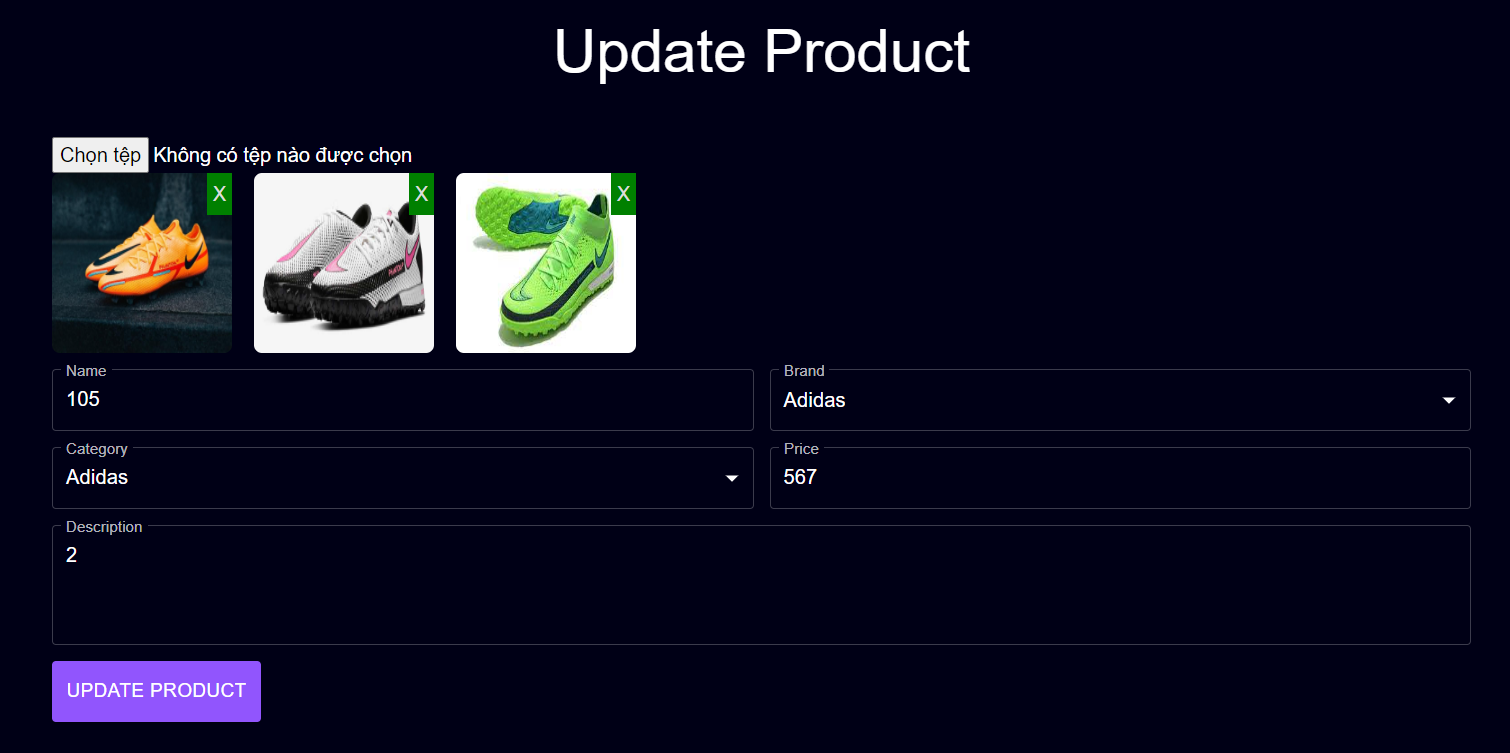 Update Product
Chọn tệp Không có tệp nào được chọn
X X X
Name
105
Brand
Adidas
Category
Adidas
Price
567
Description
2
UPDATE PRODUCT